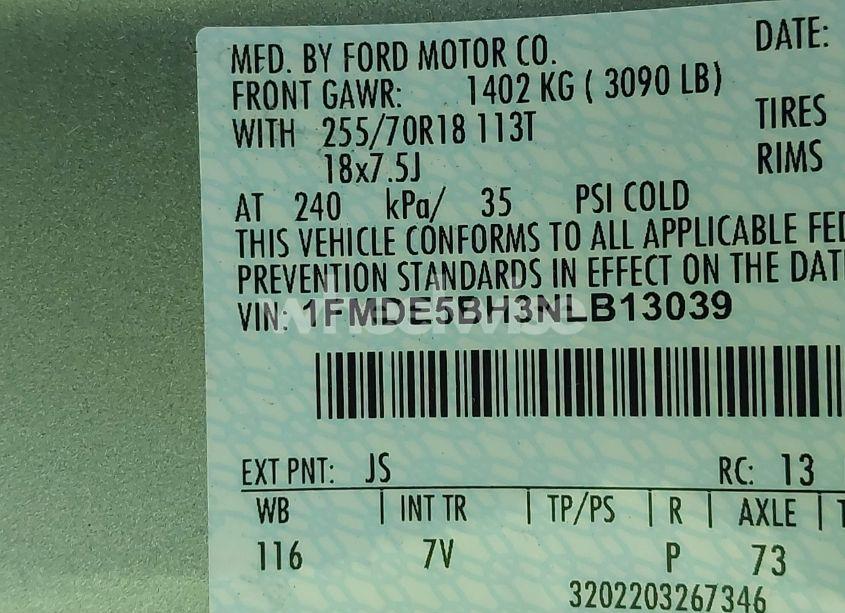 MFD. BY FORD MOTOR CO.
DATE:
FRONT GAWR: 1402 KG ( 3090 LB)
WITH 255/70R18 113T
TIRES
18x7.5J
RIMS
AT 240 kPa/ 35 PSI COLD
THIS VEHICLE CONFORMS TO ALL APPLICABLE FED
PREVENTION STANDARDS IN EFFECT ON THE DATE
VIN: 1FMDE5BH3NLB13039
EXT PNT: JS RC: 13
WB | INT TR | TP/PS | R | AXLE | T
116 7V P 73
3202203267346